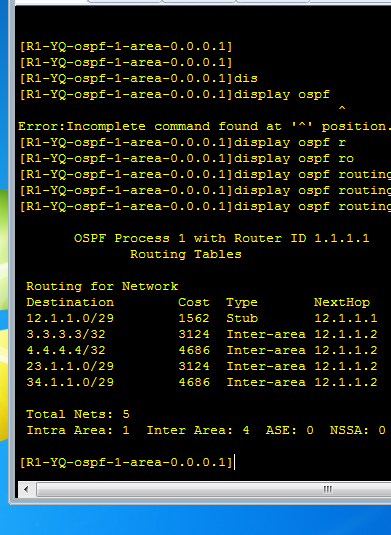 [R1-YQ-ospf-1-area-0.0.0.1]
[R1-YQ-ospf-1-area-0.0.0.1]
[R1-YQ-ospf-1-area-0.0.0.1]dis
[R1-YQ-ospf-1-area-0.0.0.1]display ospf
^
Error:Incomplete command found at '^' position.
[R1-YQ-ospf-1-area-0.0.0.1]display ospf r
[R1-YQ-ospf-1-area-0.0.0.1]display ospf ro
[R1-YQ-ospf-1-area-0.0.0.1]display ospf routing
[R1-YQ-ospf-1-area-0.0.0.1]display ospf routing
[R1-YQ-ospf-1-area-0.0.0.1]display ospf routing
OSPF Process 1 with Router ID 1.1.1.1
Routing Tables
Routing for Network
Destination Cost Type NextHop
12.1.1.0/29 1562 Stub 12.1.1.1
3.3.3.3/32 3124 Inter-area 12.1.1.2
4.4.4.4/32 4686 Inter-area 12.1.1.2
23.1.1.0/29 3124 Inter-area 12.1.1.2
34.1.1.0/29 4686 Inter-area 12.1.1.2
Total Nets: 5
Intra Area: 1 Inter Area: 4 ASE: 0 NSSA: 0
[R1-YQ-ospf-1-area-0.0.0.1]